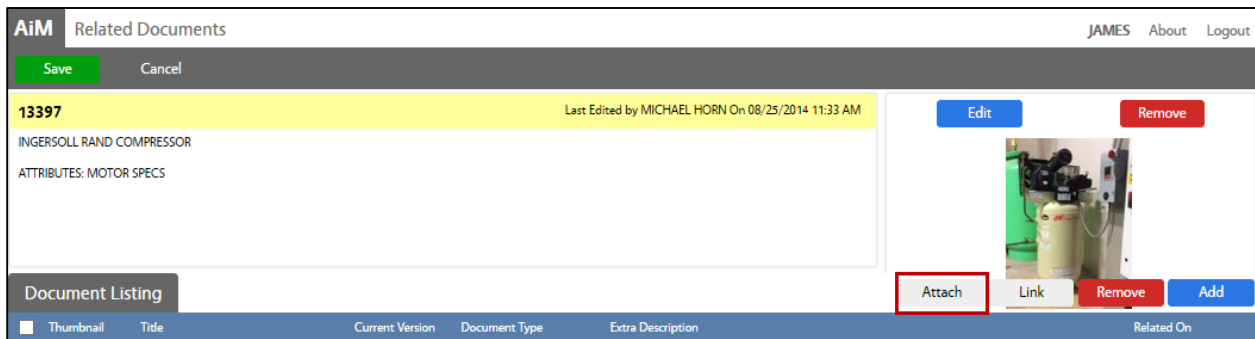 AiM Related Documents JAMES About Logout
Save Cancel
13397 Last Edited by MICHAEL HORN On 08/25/2014 11:33 AM Edit Remove
INGERSOLL RAND COMPRESSOR
ATTRIBUTES: MOTOR SPECS
Document Listing Attach Link Remove Add
Thumbnail Title Current Version Document Type Extra Description Related On